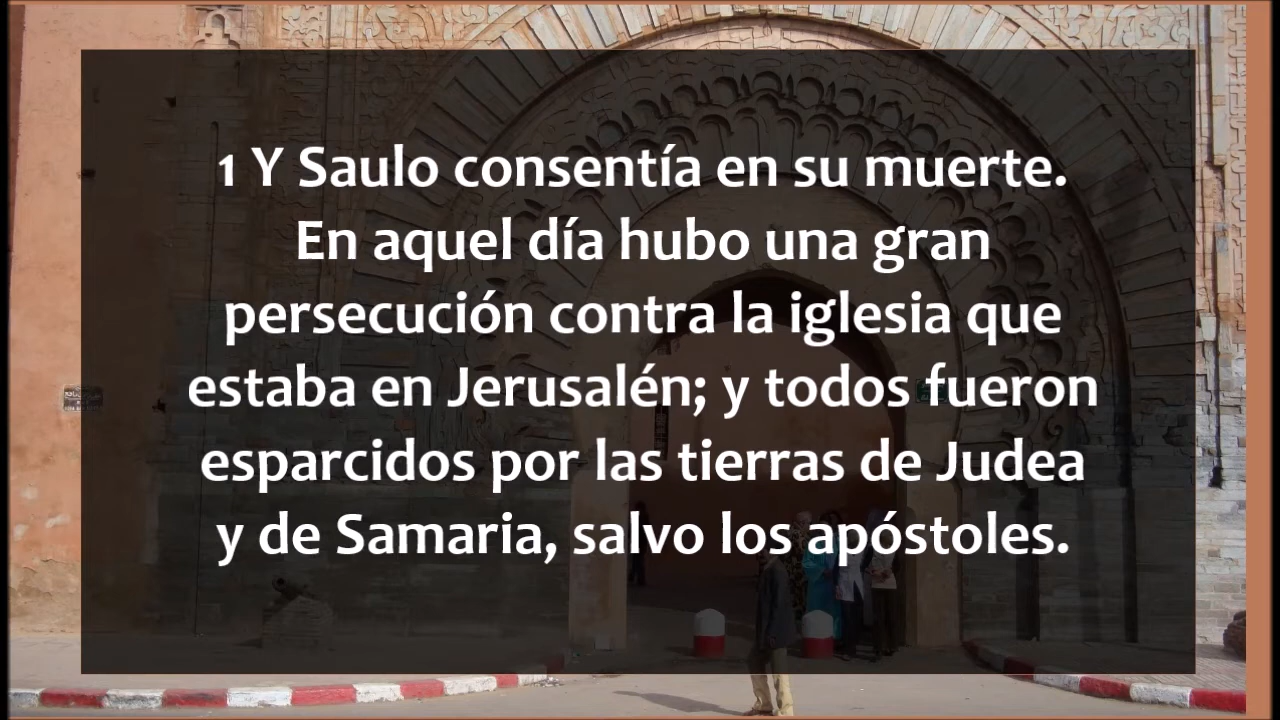 1 Y Saulo consentía en su muerte.
En aquel día hubo una gran
persecución contra la iglesia que
estaba en Jerusalén; y todos fueron
esparcidos por las tierras de Judea
y de Samaria, salvo los apóstoles.